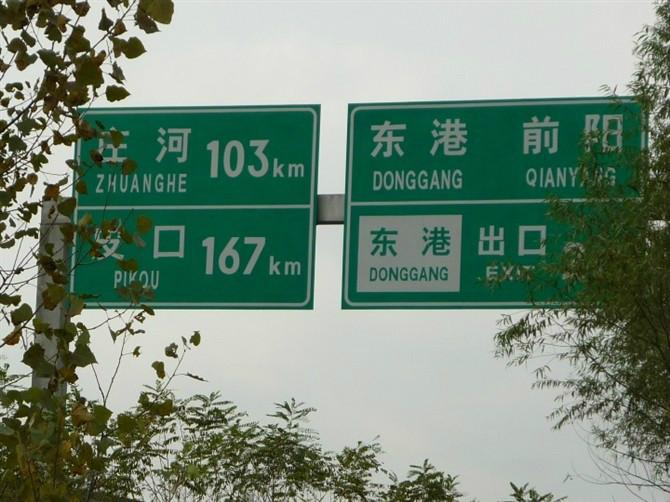 庄河 103km
ZHUANGHE
皮口 167km
PIKOU
东港 前阳
DONGGANG QIANYANG
东港 出口
DONGGANG EXIT